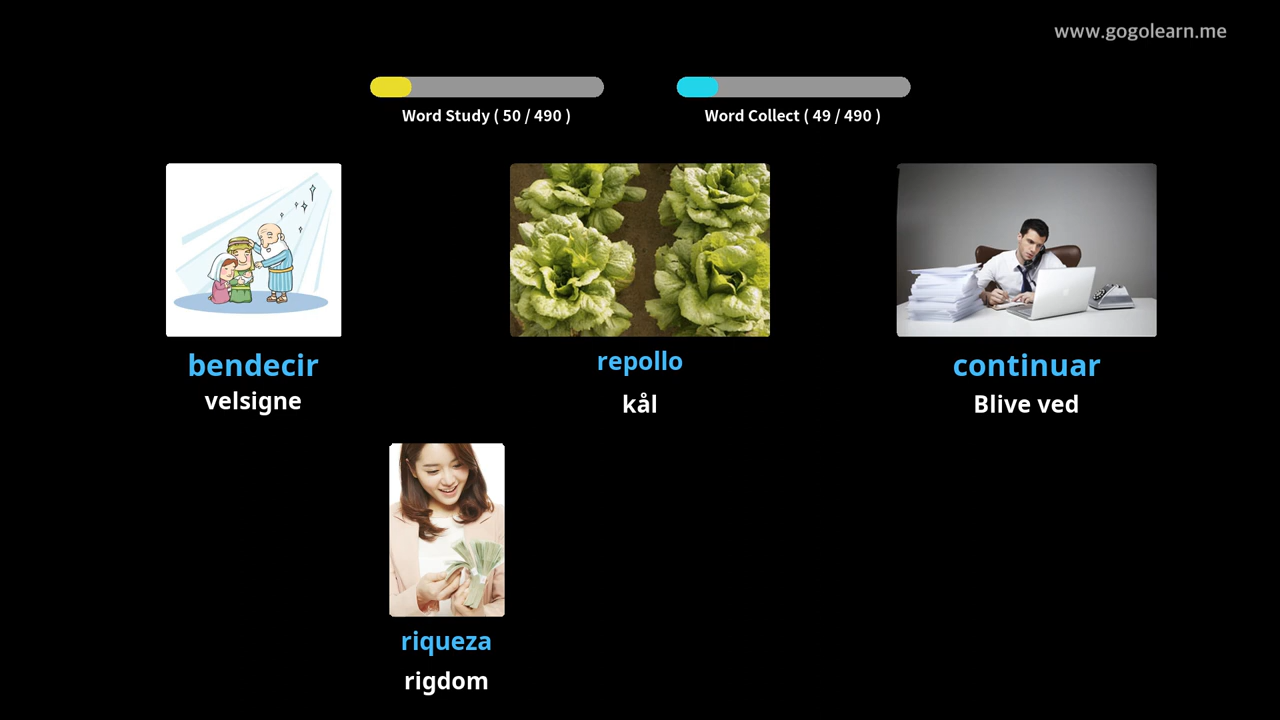 www.gogolearn.me
Word Study ( 50 / 490 )
Word Collect ( 49 / 490 )
bendecir
velsigne
repollo
kål
continuar
Blive ved
riqueza
rigdom